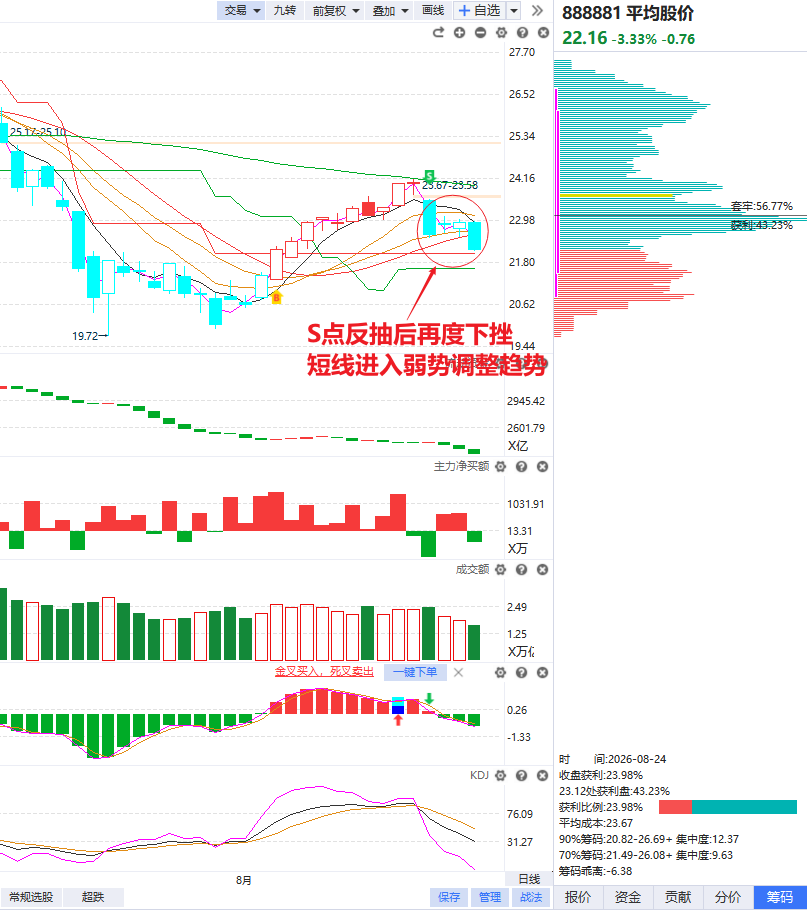 交易 九转 前复权 叠加 画线 自选
888881 平均股价
22.16 -3.33% -0.76
27.70
26.52
25.34
24.16
22.98
21.80
20.62
19.44
25.17-25.10
S
23.67-23.58
B
19.72
套牢:56.77%
获利:43.23%
S点反抽后再度下挫
短线进入弱势调整趋势
2945.42
2601.79
X亿
主力净买额
1031.91
13.31
X万
成交额
2.49
1.25
X万亿
金叉买入，死叉卖出 一键下单
0.26
-1.33
KDJ
76.09
31.27
8月
日线
时 间:2026-08-24
收盘获利:23.98%
23.12处获利盘:43.23%
获利比例:23.98%
平均成本:23.67
90%筹码:20.82-26.69+ 集中度:12.37
70%筹码:21.49-26.08+ 集中度:9.63
筹码乖离:-6.38
常规选股 超跌 保存 管理 战法
报价 资金 贡献 分价 筹码